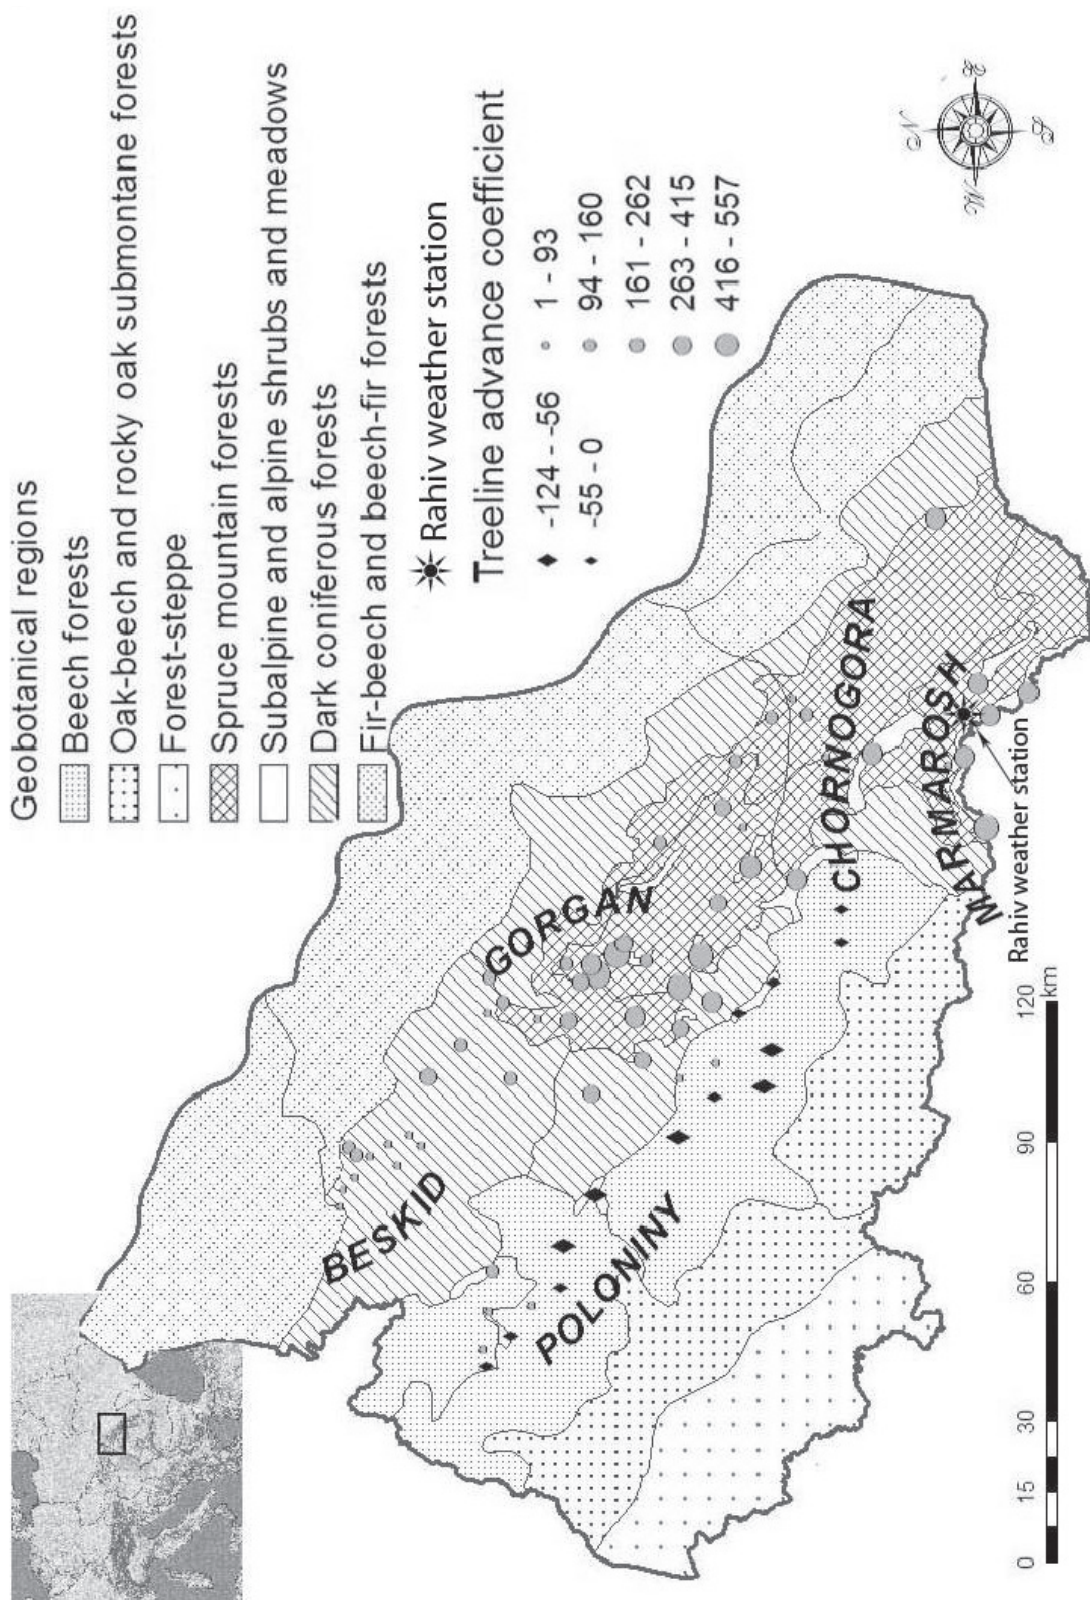 Geobotanical regions
Beech forests
Oak-beech and rocky oak submontane forests
Forest-steppe
Spruce mountain forests
Subalpine and alpine shrubs and meadows
Dark coniferous forests
Fir-beech and beech-fir forests
Rahiv weather station
Treeline advance coefficient
-124 - -56
-55 - 0
1 - 93
94 - 160
161 - 262
263 - 415
416 - 557
BESKID
GORGAN
POLONINY
CHORNOGORA
MARMAROSH
Rahiv weather station
0 15 30 60 90 120
km
N